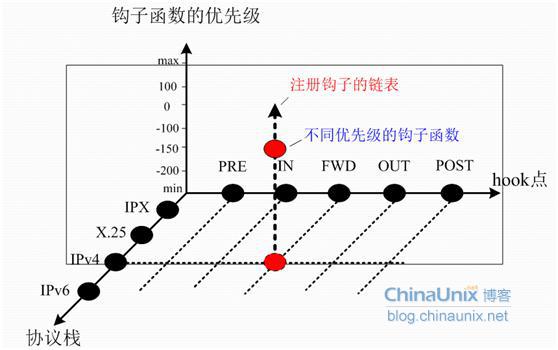 钩子函数的优先级
max
100
0
-100
-150
-200
min
注册钩子的链表
不同优先级的钩子函数
PRE
IN
FWD
OUT
POST
hook点
IPX
X.25
IPv4
IPv6
协议栈
ChinaUnix.net 博客
blog.chinaunix.net